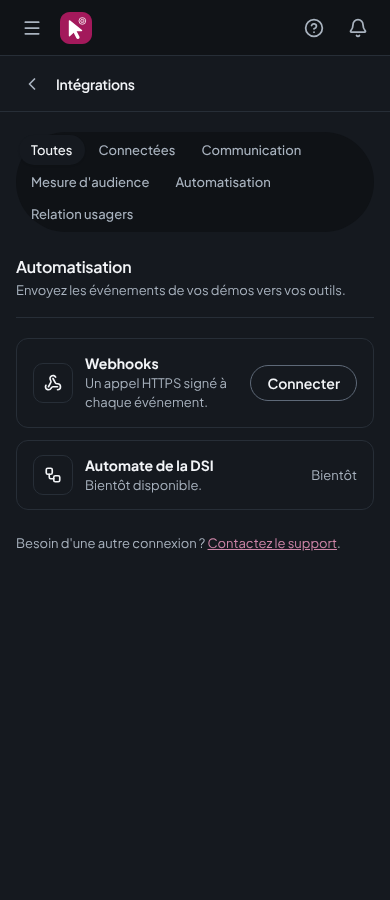 Intégrations
Toutes
Connectées
Communication
Mesure d'audience
Automatisation
Relation usagers
Automatisation
Envoyez les événements de vos démos vers vos outils.
Webhooks
Un appel HTTPS signé à
chaque événement.
Connecter
Automate de la DSI
Bientôt disponible.
Bientôt
Besoin d'une autre connexion ? Contactez le support.